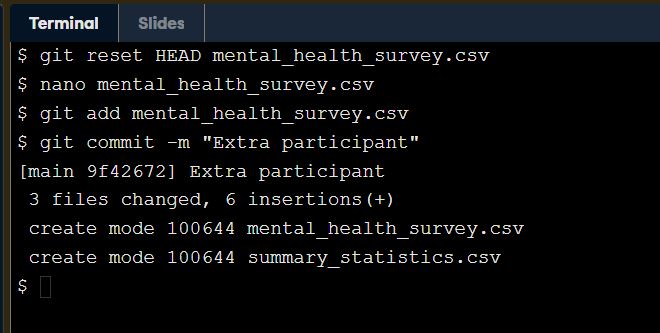 Terminal Slides
$ git reset HEAD mental_health_survey.csv
$ nano mental_health_survey.csv
$ git add mental_health_survey.csv
$ git commit -m "Extra participant"
[main 9f42672] Extra participant
 3 files changed, 6 insertions(+)
 create mode 100644 mental_health_survey.csv
 create mode 100644 summary_statistics.csv
$